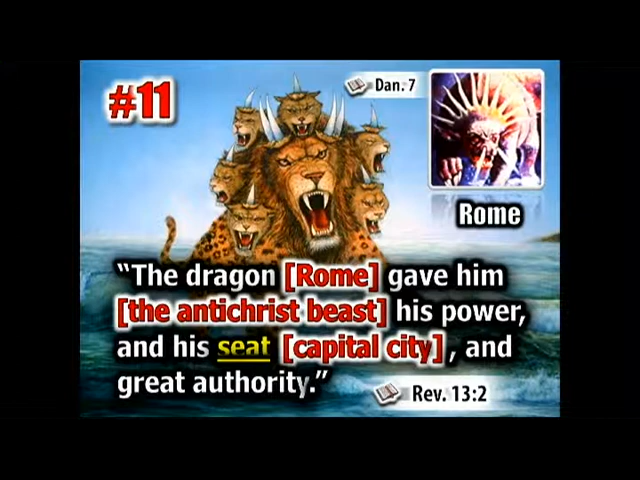 #11
Dan. 7
Rome
“The dragon [Rome] gave him
[the antichrist beast] his power,
and his seat [capital city] , and
great authority.”
Rev. 13:2